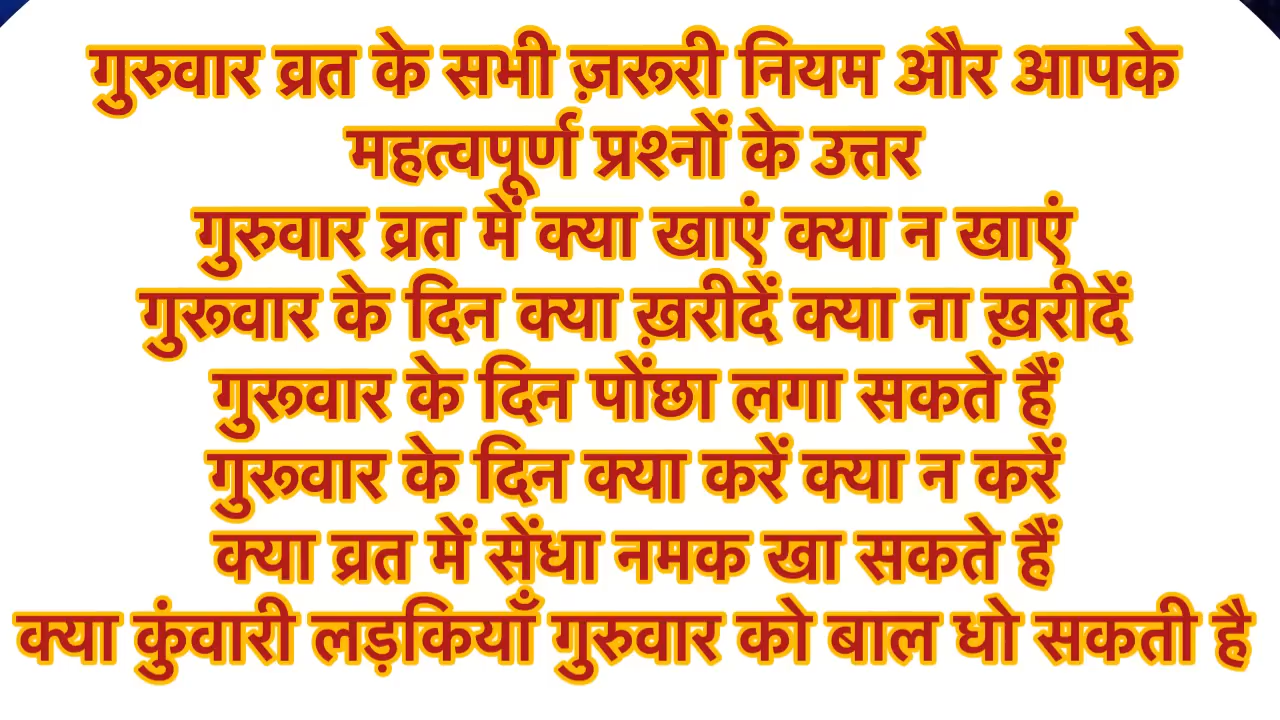 गुरुवार व्रत के सभी ज़रूरी नियम और आपके
महत्वपूर्ण प्रश्नों के उत्तर
गुरुवार व्रत में क्या खाएं क्या न खाएं
गुरूवार के दिन क्या ख़रीदें क्या ना ख़रीदें
गुरूवार के दिन पोंछा लगा सकते हैं
गुरूवार के दिन क्या करें क्या न करें
क्या व्रत में सेंधा नमक खा सकते हैं
क्या कुंवारी लड़कियाँ गुरुवार को बाल धो सकती है